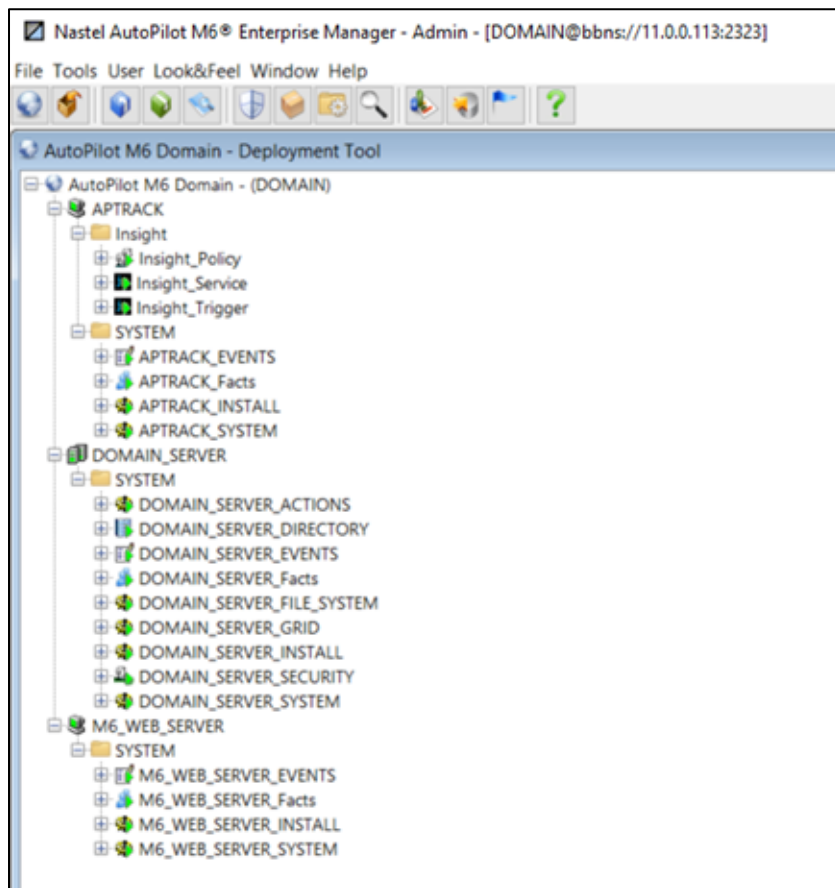 Nastel AutoPilot M6® Enterprise Manager - Admin - [DOMAIN@bbns://11.0.0.113:2323]
File Tools User Look&Feel Window Help
AutoPilot M6 Domain - Deployment Tool
AutoPilot M6 Domain - (DOMAIN)
APTRACK
Insight
Insight_Policy
Insight_Service
Insight_Trigger
SYSTEM
APTRACK_EVENTS
APTRACK_Facts
APTRACK_INSTALL
APTRACK_SYSTEM
DOMAIN_SERVER
SYSTEM
DOMAIN_SERVER_ACTIONS
DOMAIN_SERVER_DIRECTORY
DOMAIN_SERVER_EVENTS
DOMAIN_SERVER_Facts
DOMAIN_SERVER_FILE_SYSTEM
DOMAIN_SERVER_GRID
DOMAIN_SERVER_INSTALL
DOMAIN_SERVER_SECURITY
DOMAIN_SERVER_SYSTEM
M6_WEB_SERVER
SYSTEM
M6_WEB_SERVER_EVENTS
M6_WEB_SERVER_Facts
M6_WEB_SERVER_INSTALL
M6_WEB_SERVER_SYSTEM